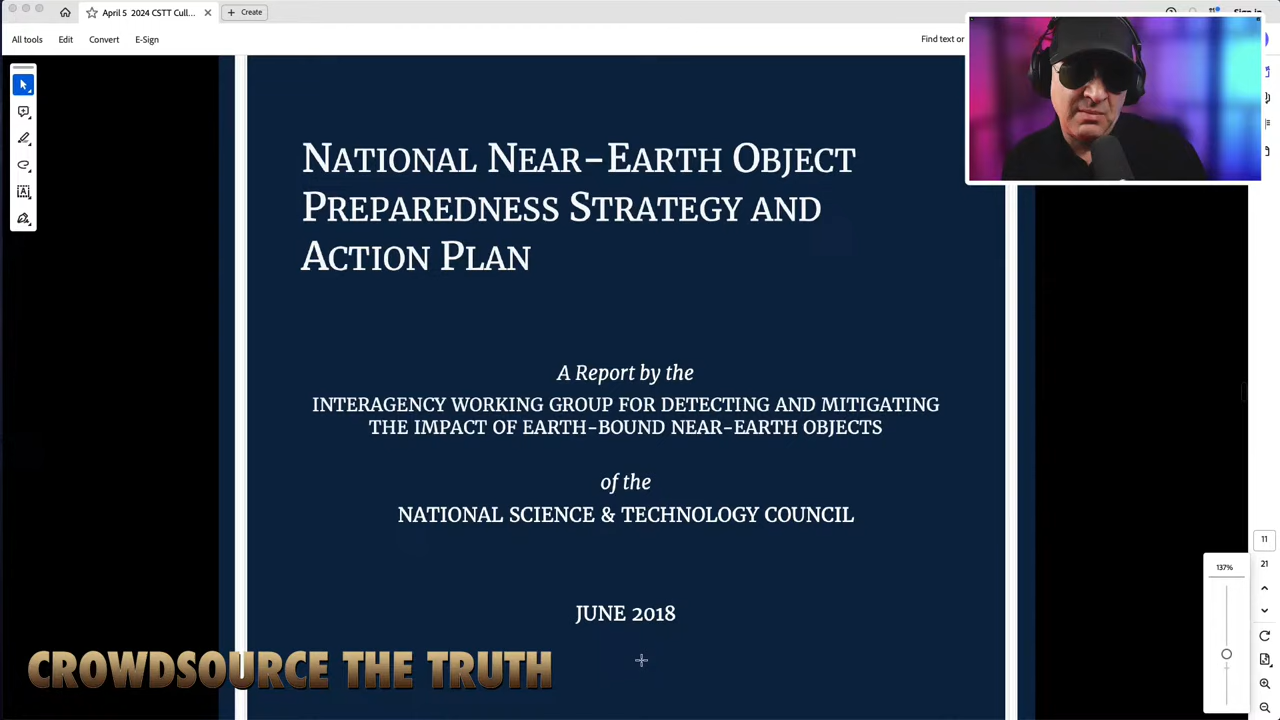 April 5 2024 CSTT Cull...
Create
Sign in
All tools
Edit
Convert
E-Sign
Find text or
NATIONAL NEAR–EARTH OBJECT
PREPAREDNESS STRATEGY AND
ACTION PLAN
A Report by the
INTERAGENCY WORKING GROUP FOR DETECTING AND MITIGATING
THE IMPACT OF EARTH–BOUND NEAR–EARTH OBJECTS
of the
NATIONAL SCIENCE & TECHNOLOGY COUNCIL
JUNE 2018
11
21
137%
CROWDSOURCE THE TRUTH